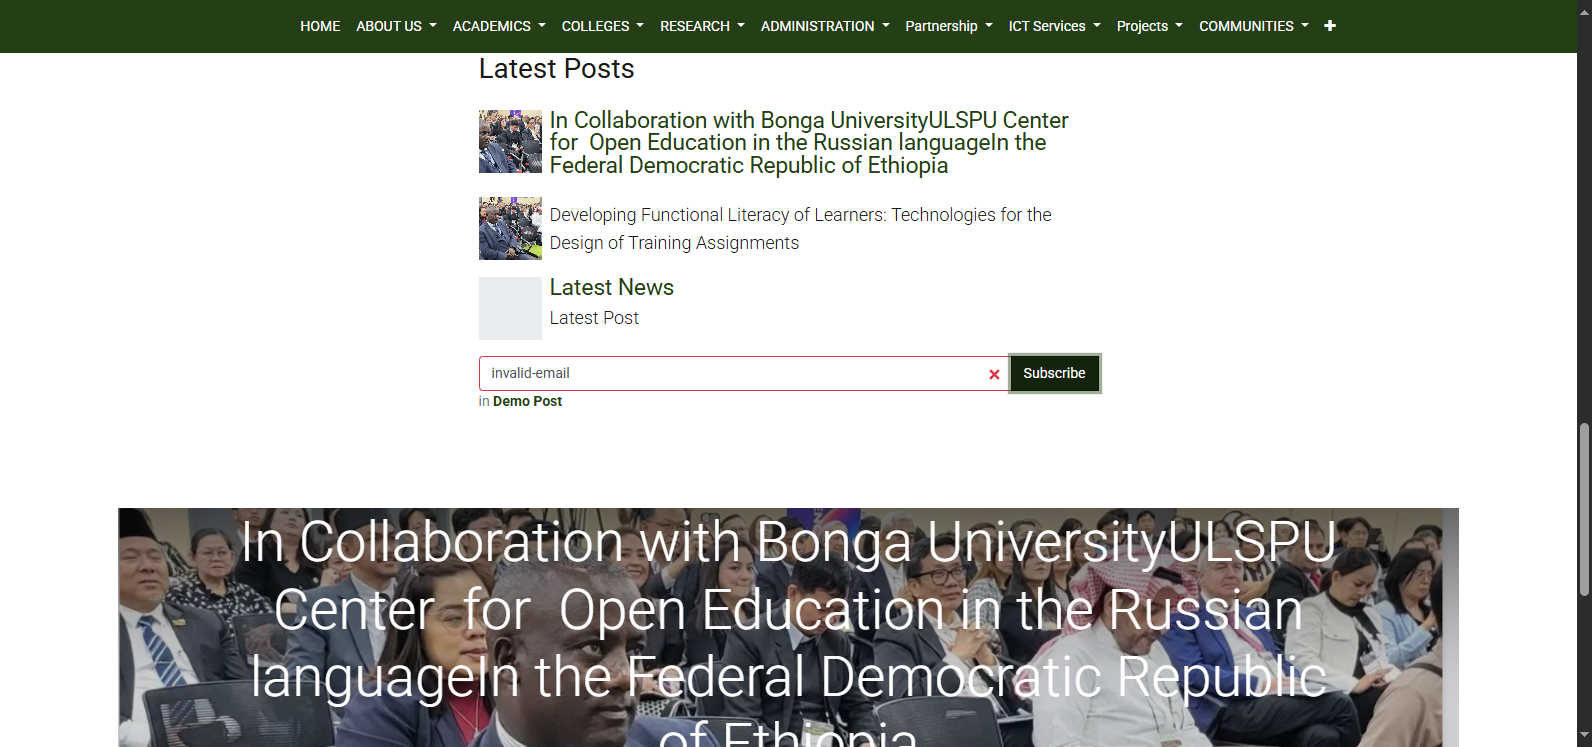 HOME ABOUT US ACADEMICS COLLEGES RESEARCH ADMINISTRATION Partnership ICT Services Projects COMMUNITIES
Latest Posts
In Collaboration with Bonga UniversityULSPU Center
for  Open Education in the Russian languageIn the
Federal Democratic Republic of Ethiopia
Developing Functional Literacy of Learners: Technologies for the
Design of Training Assignments
Latest News
Latest Post
invalid-email
Subscribe
in Demo Post
In Collaboration with Bonga UniversityULSPU
Center  for  Open Education in the Russian
languageIn the Federal Democratic Republic
of Ethiopia